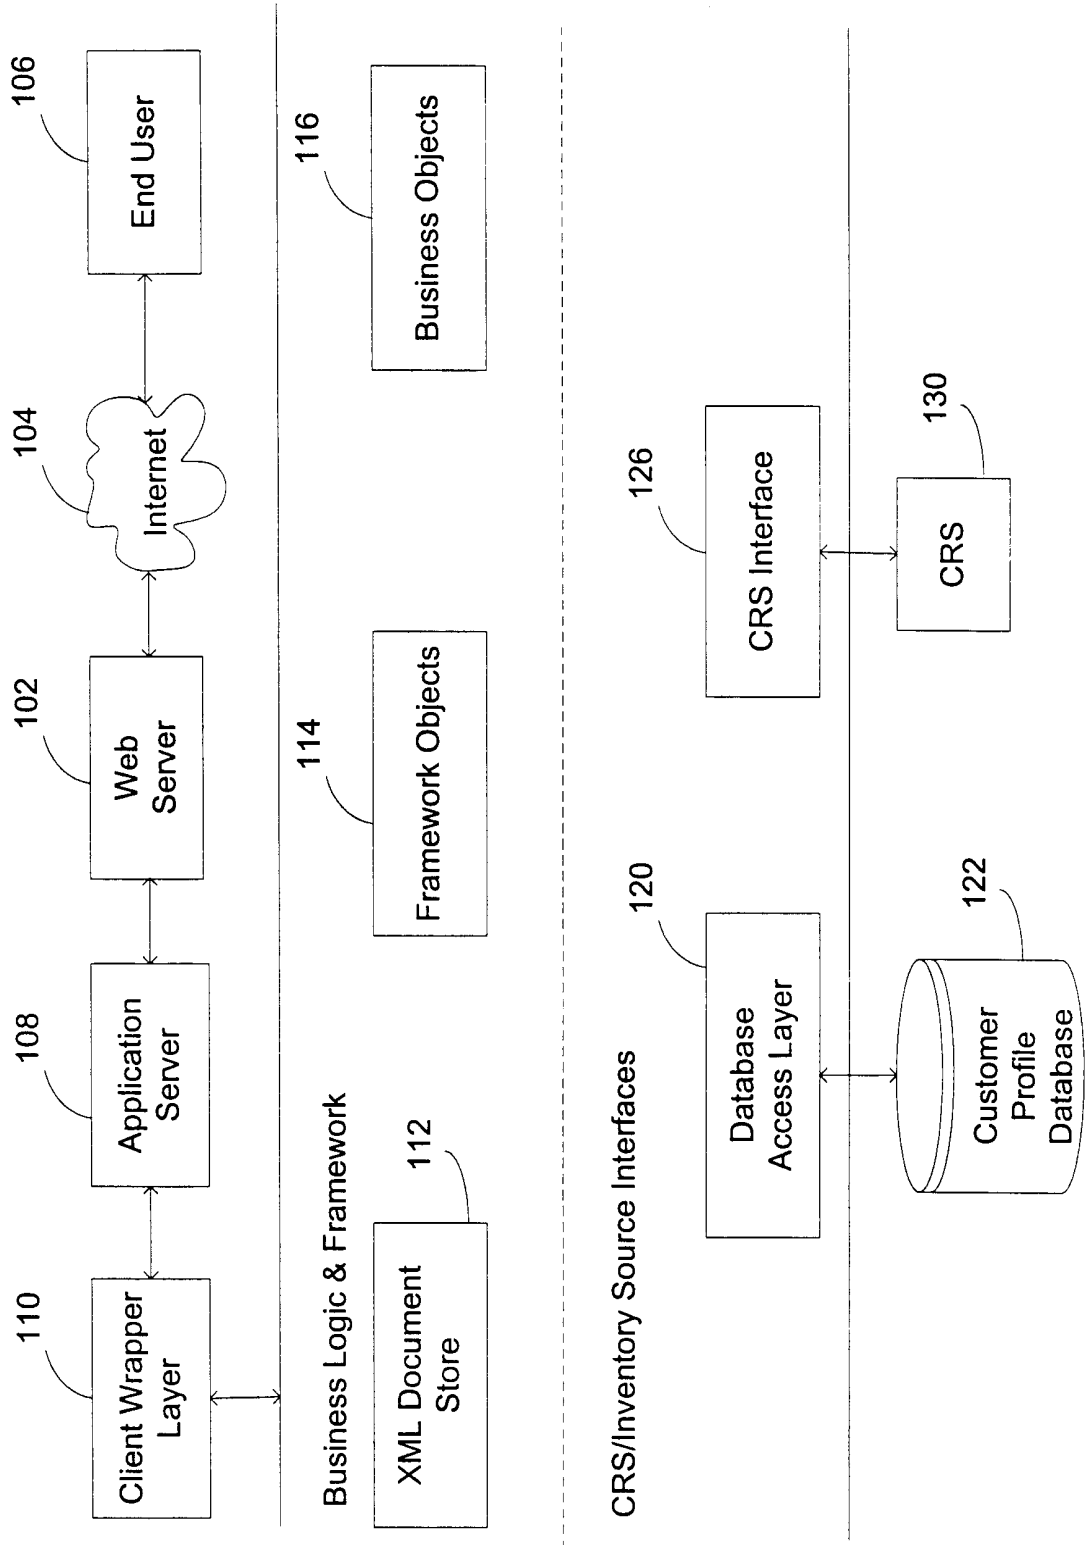 110
108
102
104
106
Client Wrapper
Layer
Application
Server
Web
Server
Internet
End User
Business Logic & Framework
112
114
116
XML Document
Store
Framework Objects
Business Objects
CRS/Inventory Source Interfaces
120
126
Database
Access Layer
CRS Interface
122
130
Customer
Profile
Database
CRS